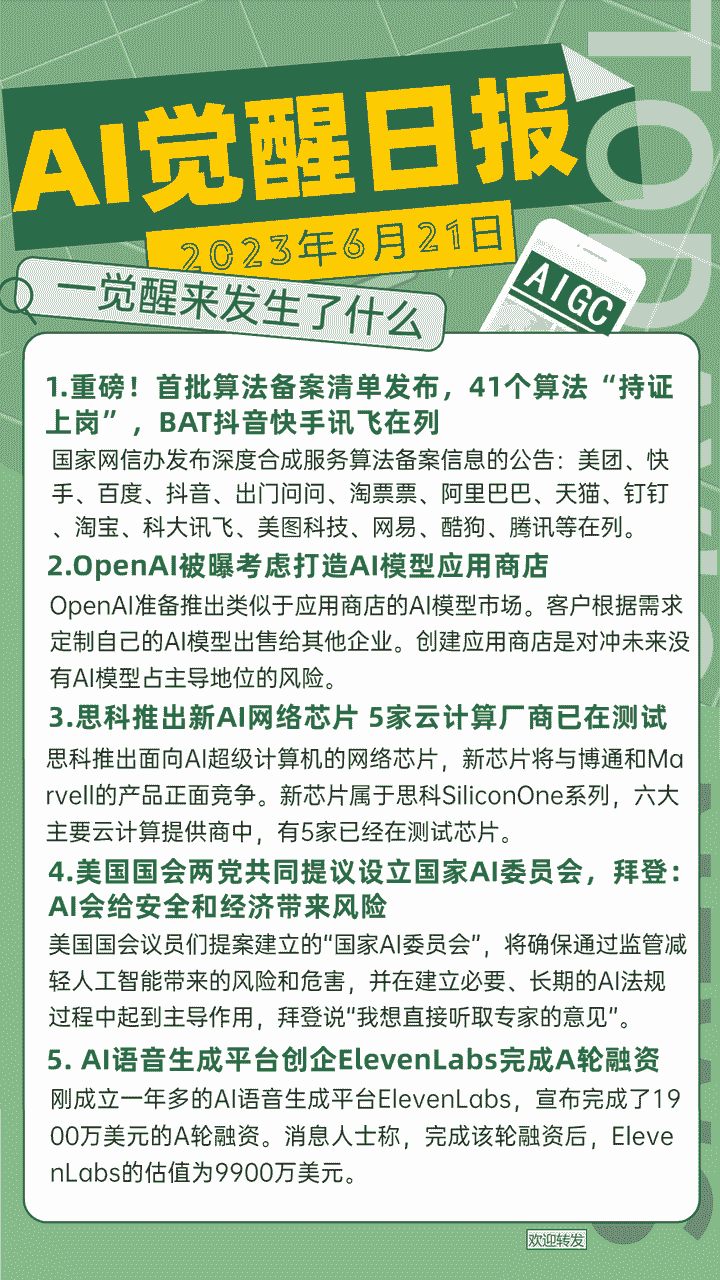 AI觉醒日报
2023年6月21日
一觉醒来发生了什么
AIGC
1.重磅！首批算法备案清单发布，41个算法“持证
上岗”，BAT抖音快手讯飞在列
国家网信办发布深度合成服务算法备案信息的公告：美团、快
手、百度、抖音、出门问问、淘票票、阿里巴巴、天猫、钉钉
、淘宝、科大讯飞、美图科技、网易、酷狗、腾讯等在列。
2.OpenAI被曝考虑打造AI模型应用商店
OpenAI准备推出类似于应用商店的AI模型市场。客户根据需求
定制自己的AI模型出售给其他企业。创建应用商店是对冲未来没
有AI模型占主导地位的风险。
3.思科推出新AI网络芯片 5家云计算厂商已在测试
思科推出面向AI超级计算机的网络芯片，新芯片将与博通和Ma
rvell的产品正面竞争。新芯片属于思科SiliconOne系列，六大
主要云计算提供商中，有5家已经在测试芯片。
4.美国国会两党共同提议设立国家AI委员会，拜登：
AI会给安全和经济带来风险
美国国会议员们提案建立的“国家AI委员会”，将确保通过监管减
轻人工智能带来的风险和危害，并在建立必要、长期的AI法规
过程中起到主导作用，拜登说“我想直接听取专家的意见”。
5. AI语音生成平台创企ElevenLabs完成A轮融资
刚成立一年多的AI语音生成平台ElevenLabs，宣布完成了19
00万美元的A轮融资。消息人士称，完成该轮融资后，Eleve
nLabs的估值为9900万美元。
欢迎转发